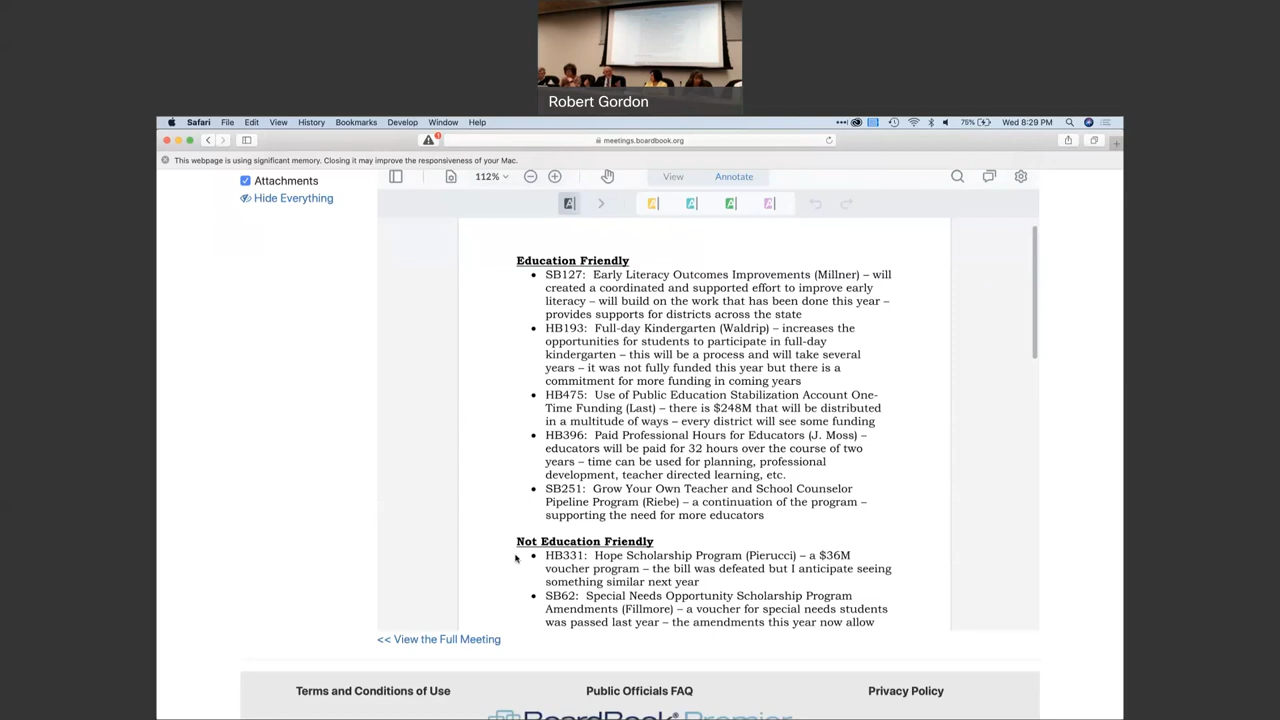 Robert Gordon
Safari File Edit View History Bookmarks Develop Window Help 75% Wed 8:29 PM
meetings.boardbook.org
This webpage is using significant memory. Closing it may improve the responsiveness of your Mac.
Attachments
Hide Everything
112%
View
Annotate
Education Friendly
• SB127: Early Literacy Outcomes Improvements (Millner) – will
created a coordinated and supported effort to improve early
literacy – will build on the work that has been done this year –
provides supports for districts across the state
• HB193: Full-day Kindergarten (Waldrip) – increases the
opportunities for students to participate in full-day
kindergarten – this will be a process and will take several
years – it was not fully funded this year but there is a
commitment for more funding in coming years
• HB475: Use of Public Education Stabilization Account One-
Time Funding (Last) – there is $248M that will be distributed
in a multitude of ways – every district will see some funding
• HB396: Paid Professional Hours for Educators (J. Moss) –
educators will be paid for 32 hours over the course of two
years – time can be used for planning, professional
development, teacher directed learning, etc.
• SB251: Grow Your Own Teacher and School Counselor
Pipeline Program (Riebe) – a continuation of the program –
supporting the need for more educators
Not Education Friendly
• HB331: Hope Scholarship Program (Pierucci) – a $36M
voucher program – the bill was defeated but I anticipate seeing
something similar next year
• SB62: Special Needs Opportunity Scholarship Program
Amendments (Fillmore) – a voucher for special needs students
was passed last year – the amendments this year now allow
<< View the Full Meeting
Terms and Conditions of Use
Public Officials FAQ
Privacy Policy
BoardBook Premier